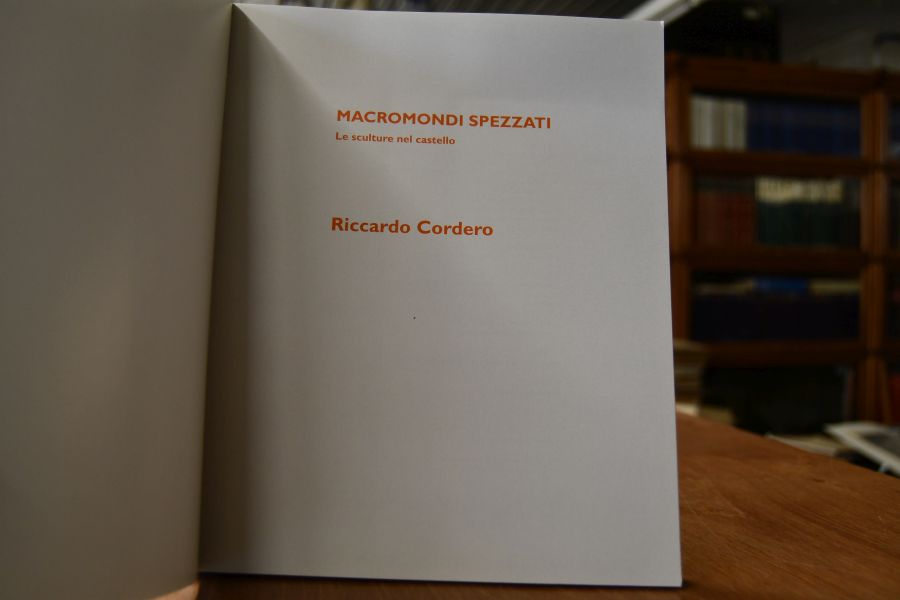 MACROMONDI SPEZZATI
Le sculture nel castello
Riccardo Cordero